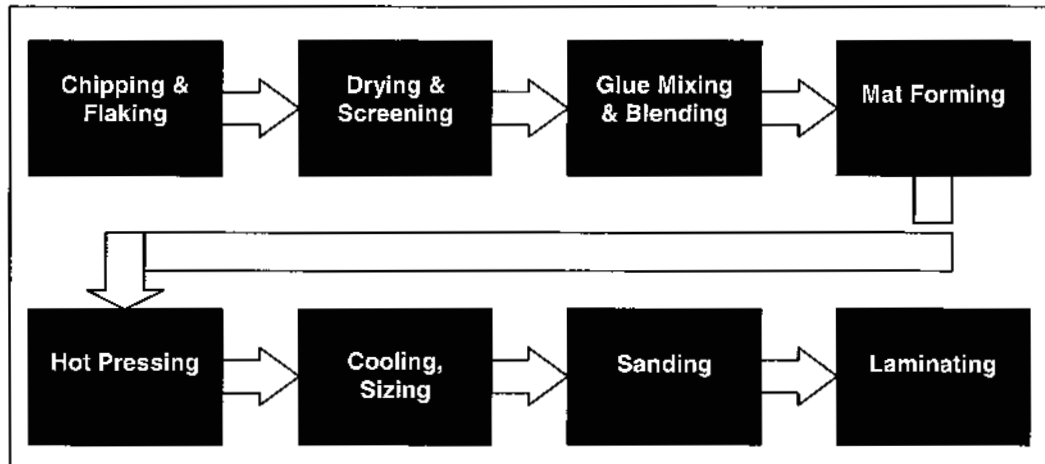 Chipping &
Flaking
Drying &
Screening
Glue Mixing
& Blending
Mat Forming
Hot Pressing
Cooling,
Sizing
Sanding
Laminating